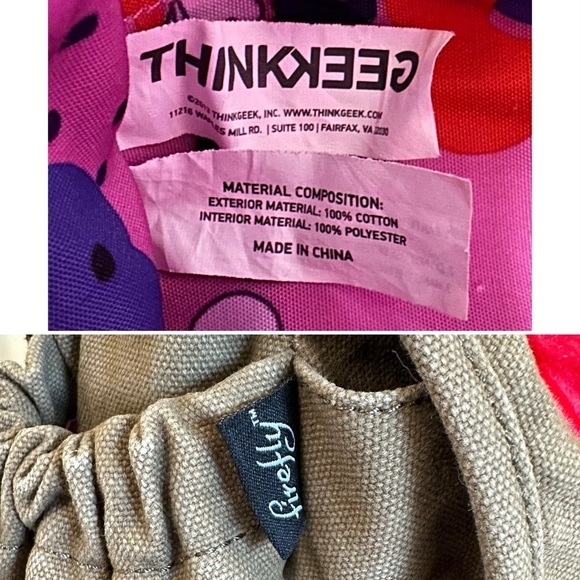 THINKGEEK
©2013 THINKGEEK, INC. WWW.THINKGEEK.COM
11216 WAPLES MILL RD. | SUITE 100 | FAIRFAX, VA 22030
MATERIAL COMPOSITION:
EXTERIOR MATERIAL: 100% COTTON
INTERIOR MATERIAL: 100% POLYESTER
MADE IN CHINA
firefly™